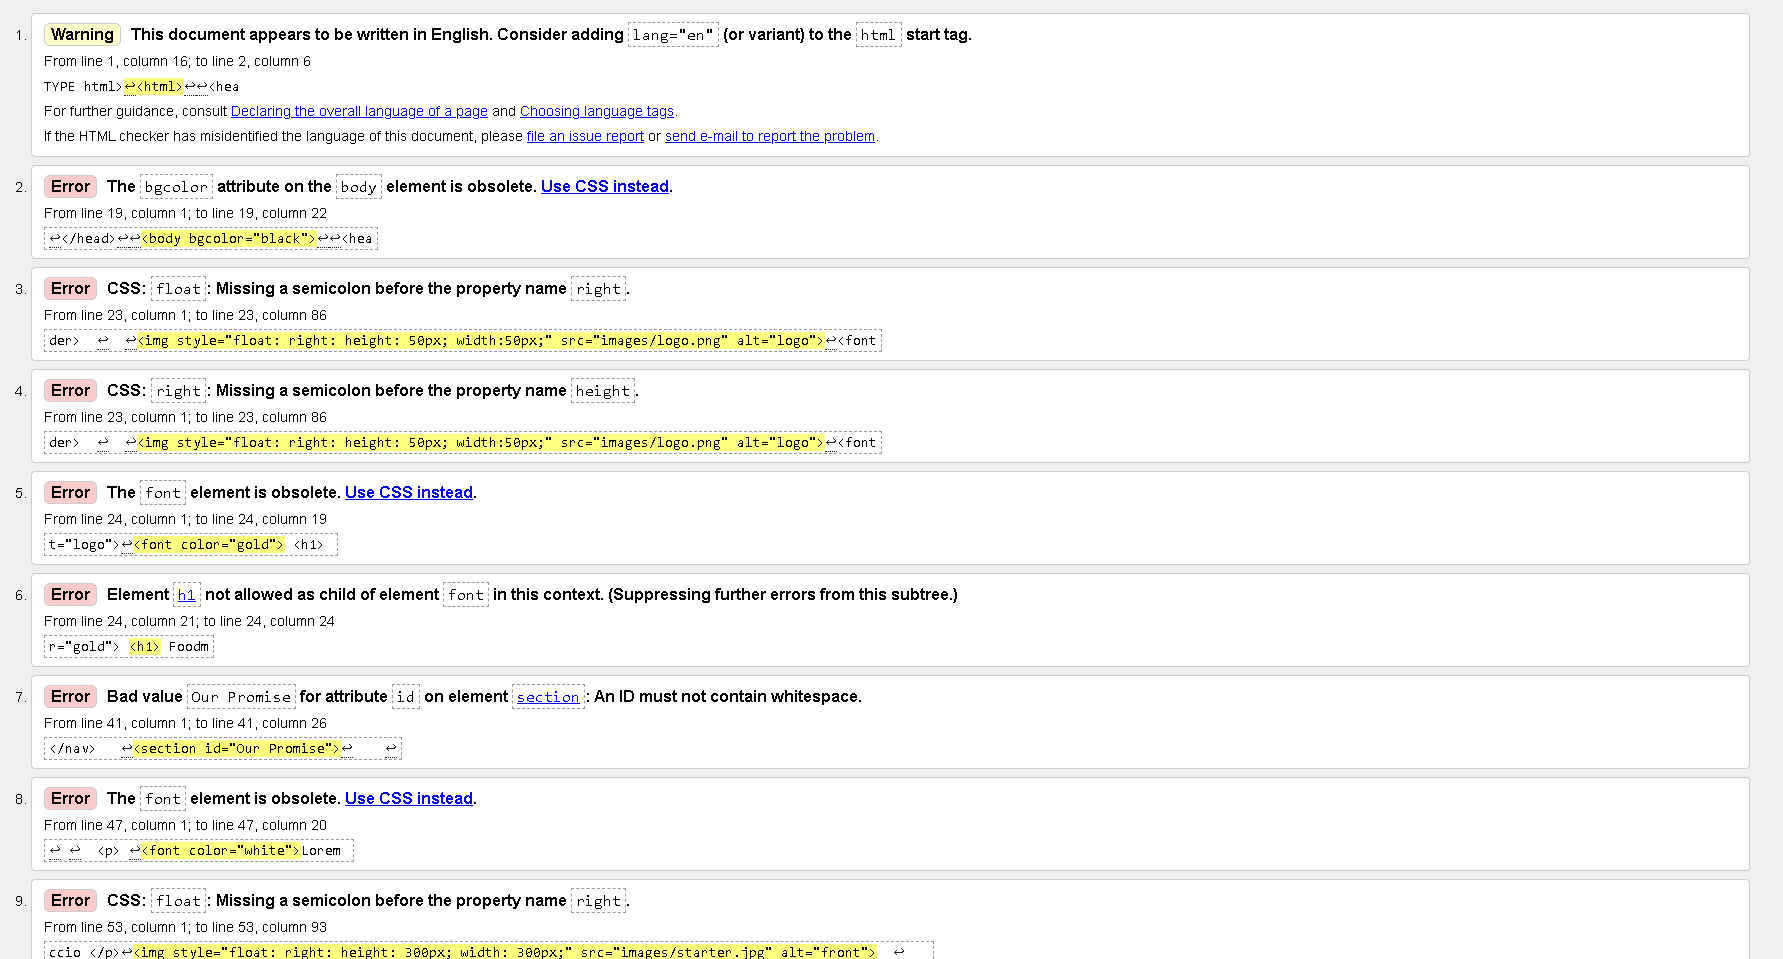 1. Warning This document appears to be written in English. Consider adding lang="en" (or variant) to the html start tag.
From line 1, column 16; to line 2, column 6
TYPE html>↩<html>↩↩<hea
For further guidance, consult Declaring the overall language of a page and Choosing language tags.
If the HTML checker has misidentified the language of this document, please file an issue report or send e-mail to report the problem.
2. Error The bgcolor attribute on the body element is obsolete. Use CSS instead.
From line 19, column 1; to line 19, column 22
↩</head>↩↩<body bgcolor="black">↩↩<hea
3. Error CSS: float: Missing a semicolon before the property name right.
From line 23, column 1; to line 23, column 86
der>  ↩  ↩<img style="float: right: height: 50px; width:50px;" src="images/logo.png" alt="logo">↩<font
4. Error CSS: right: Missing a semicolon before the property name height.
From line 23, column 1; to line 23, column 86
der>  ↩  ↩<img style="float: right: height: 50px; width:50px;" src="images/logo.png" alt="logo">↩<font
5. Error The font element is obsolete. Use CSS instead.
From line 24, column 1; to line 24, column 19
t="logo">↩<font color="gold"> <h1>
6. Error Element h1 not allowed as child of element font in this context. (Suppressing further errors from this subtree.)
From line 24, column 21; to line 24, column 24
r="gold"> <h1> Foodm
7. Error Bad value Our Promise for attribute id on element section: An ID must not contain whitespace.
From line 41, column 1; to line 41, column 26
</nav>   ↩<section id="Our Promise">↩    ↩
8. Error The font element is obsolete. Use CSS instead.
From line 47, column 1; to line 47, column 20
↩ ↩  <p> ↩<font color="white">Lorem
9. Error CSS: float: Missing a semicolon before the property name right.
From line 53, column 1; to line 53, column 93
ccio </p>↩<img style="float: right: height: 300px; width: 300px;" src="images/starter.jpg" alt="front">  ↩